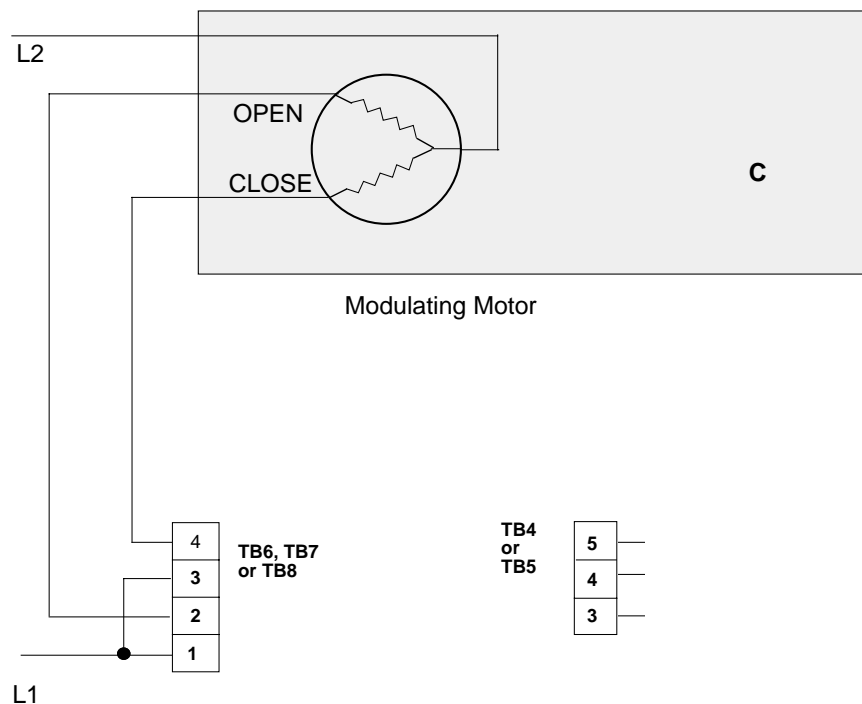 L2
OPEN
CLOSE
C
Modulating Motor
4
3
2
1
TB6, TB7
or TB8
TB4
or
TB5
5
4
3
L1